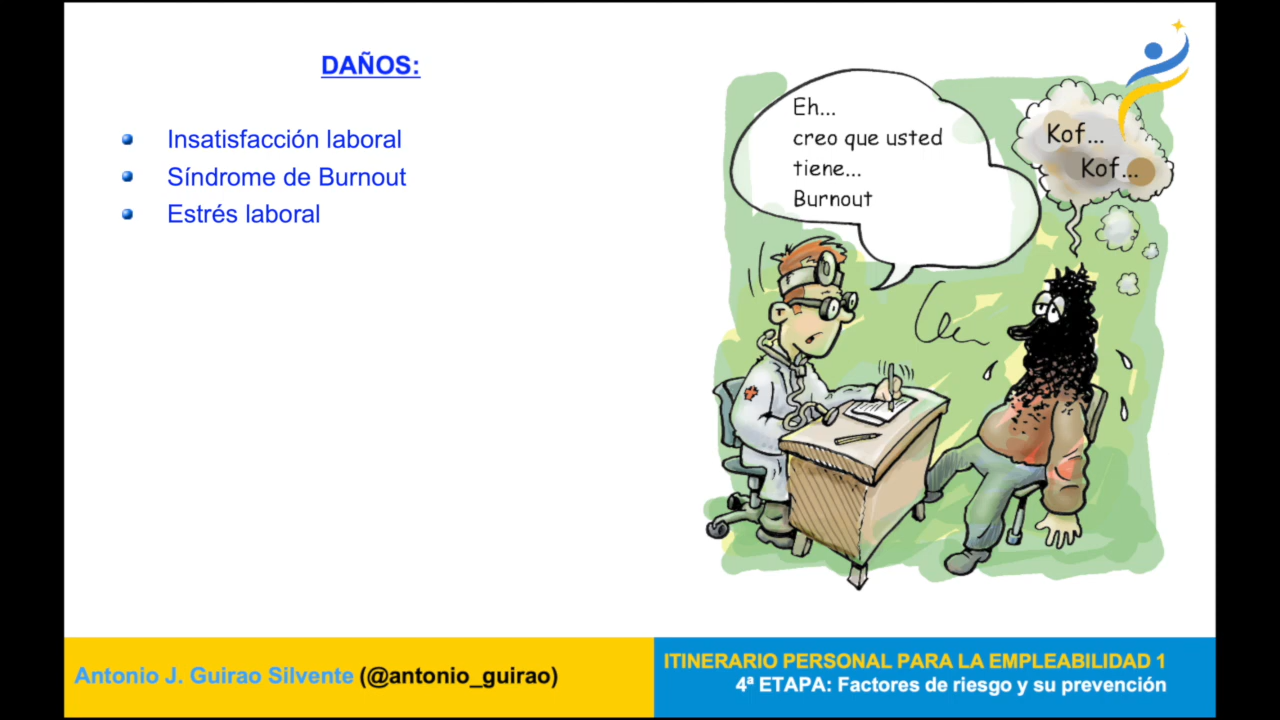 DAÑOS:
Insatisfacción laboral
Síndrome de Burnout
Estrés laboral
Eh...
creo que usted
tiene...
Burnout
Kof...
Kof...
Antonio J. Guirao Silvente (@antonio_guirao)
ITINERARIO PERSONAL PARA LA EMPLEABILIDAD 1
4ª ETAPA: Factores de riesgo y su prevención